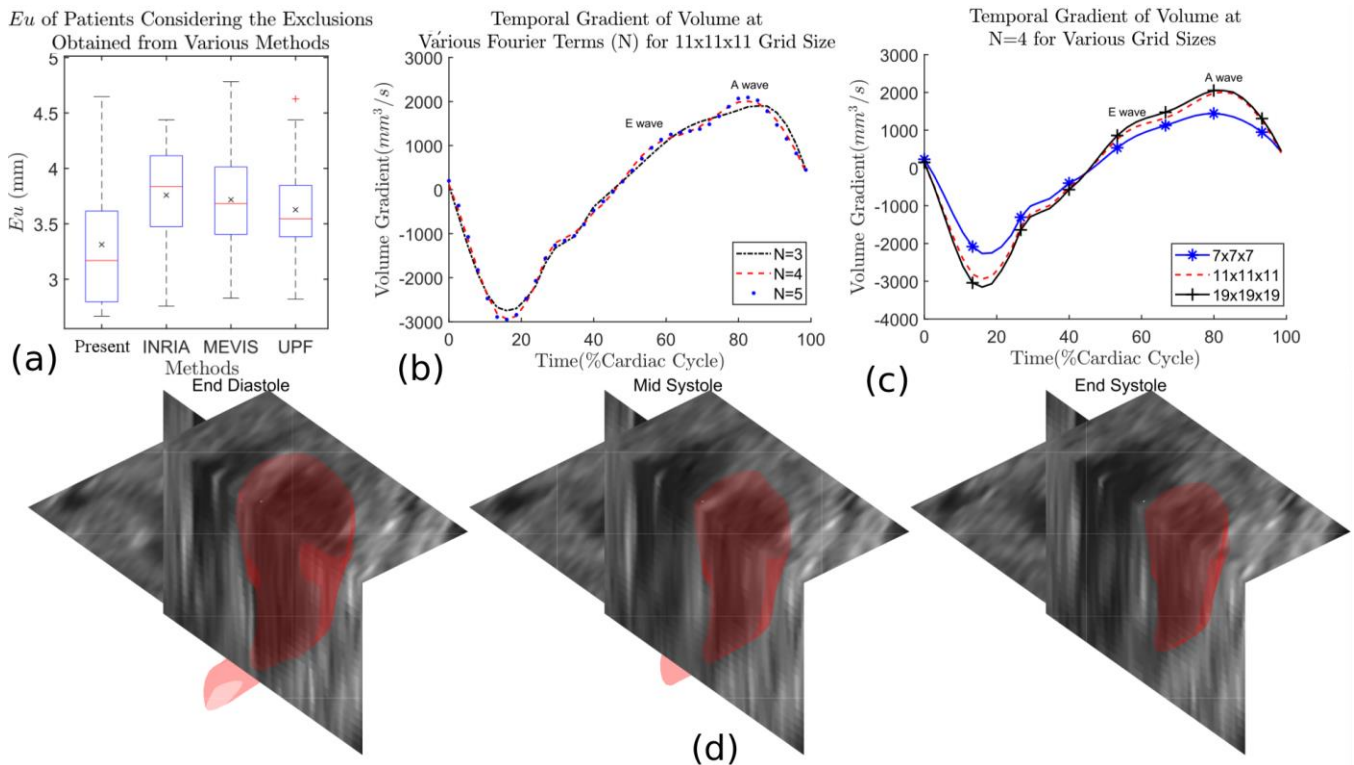 Eu of Patients Considering the Exclusions
Obtained from Various Methods
5
4.5
4
3.5
3
Eu (mm)
Present INRIA MEVIS UPF
Methods
(a)
Temporal Gradient of Volume at
Various Fourier Terms (N) for 11x11x11 Grid Size
3000
2000
1000
0
-1000
-2000
-3000
Volume Gradient(mm³/s)
E wave
A wave
N=3
N=4
N=5
0 20 40 60 80 100
Time(%Cardiac Cycle)
(b)
Temporal Gradient of Volume at
N=4 for Various Grid Sizes
3000
2000
1000
0
-1000
-2000
-3000
-4000
Volume Gradient(mm³/s)
E wave
A wave
7x7x7
11x11x11
19x19x19
0 20 40 60 80 100
Time(%Cardiac Cycle)
(c)
End Diastole
Mid Systole
End Systole
(d)